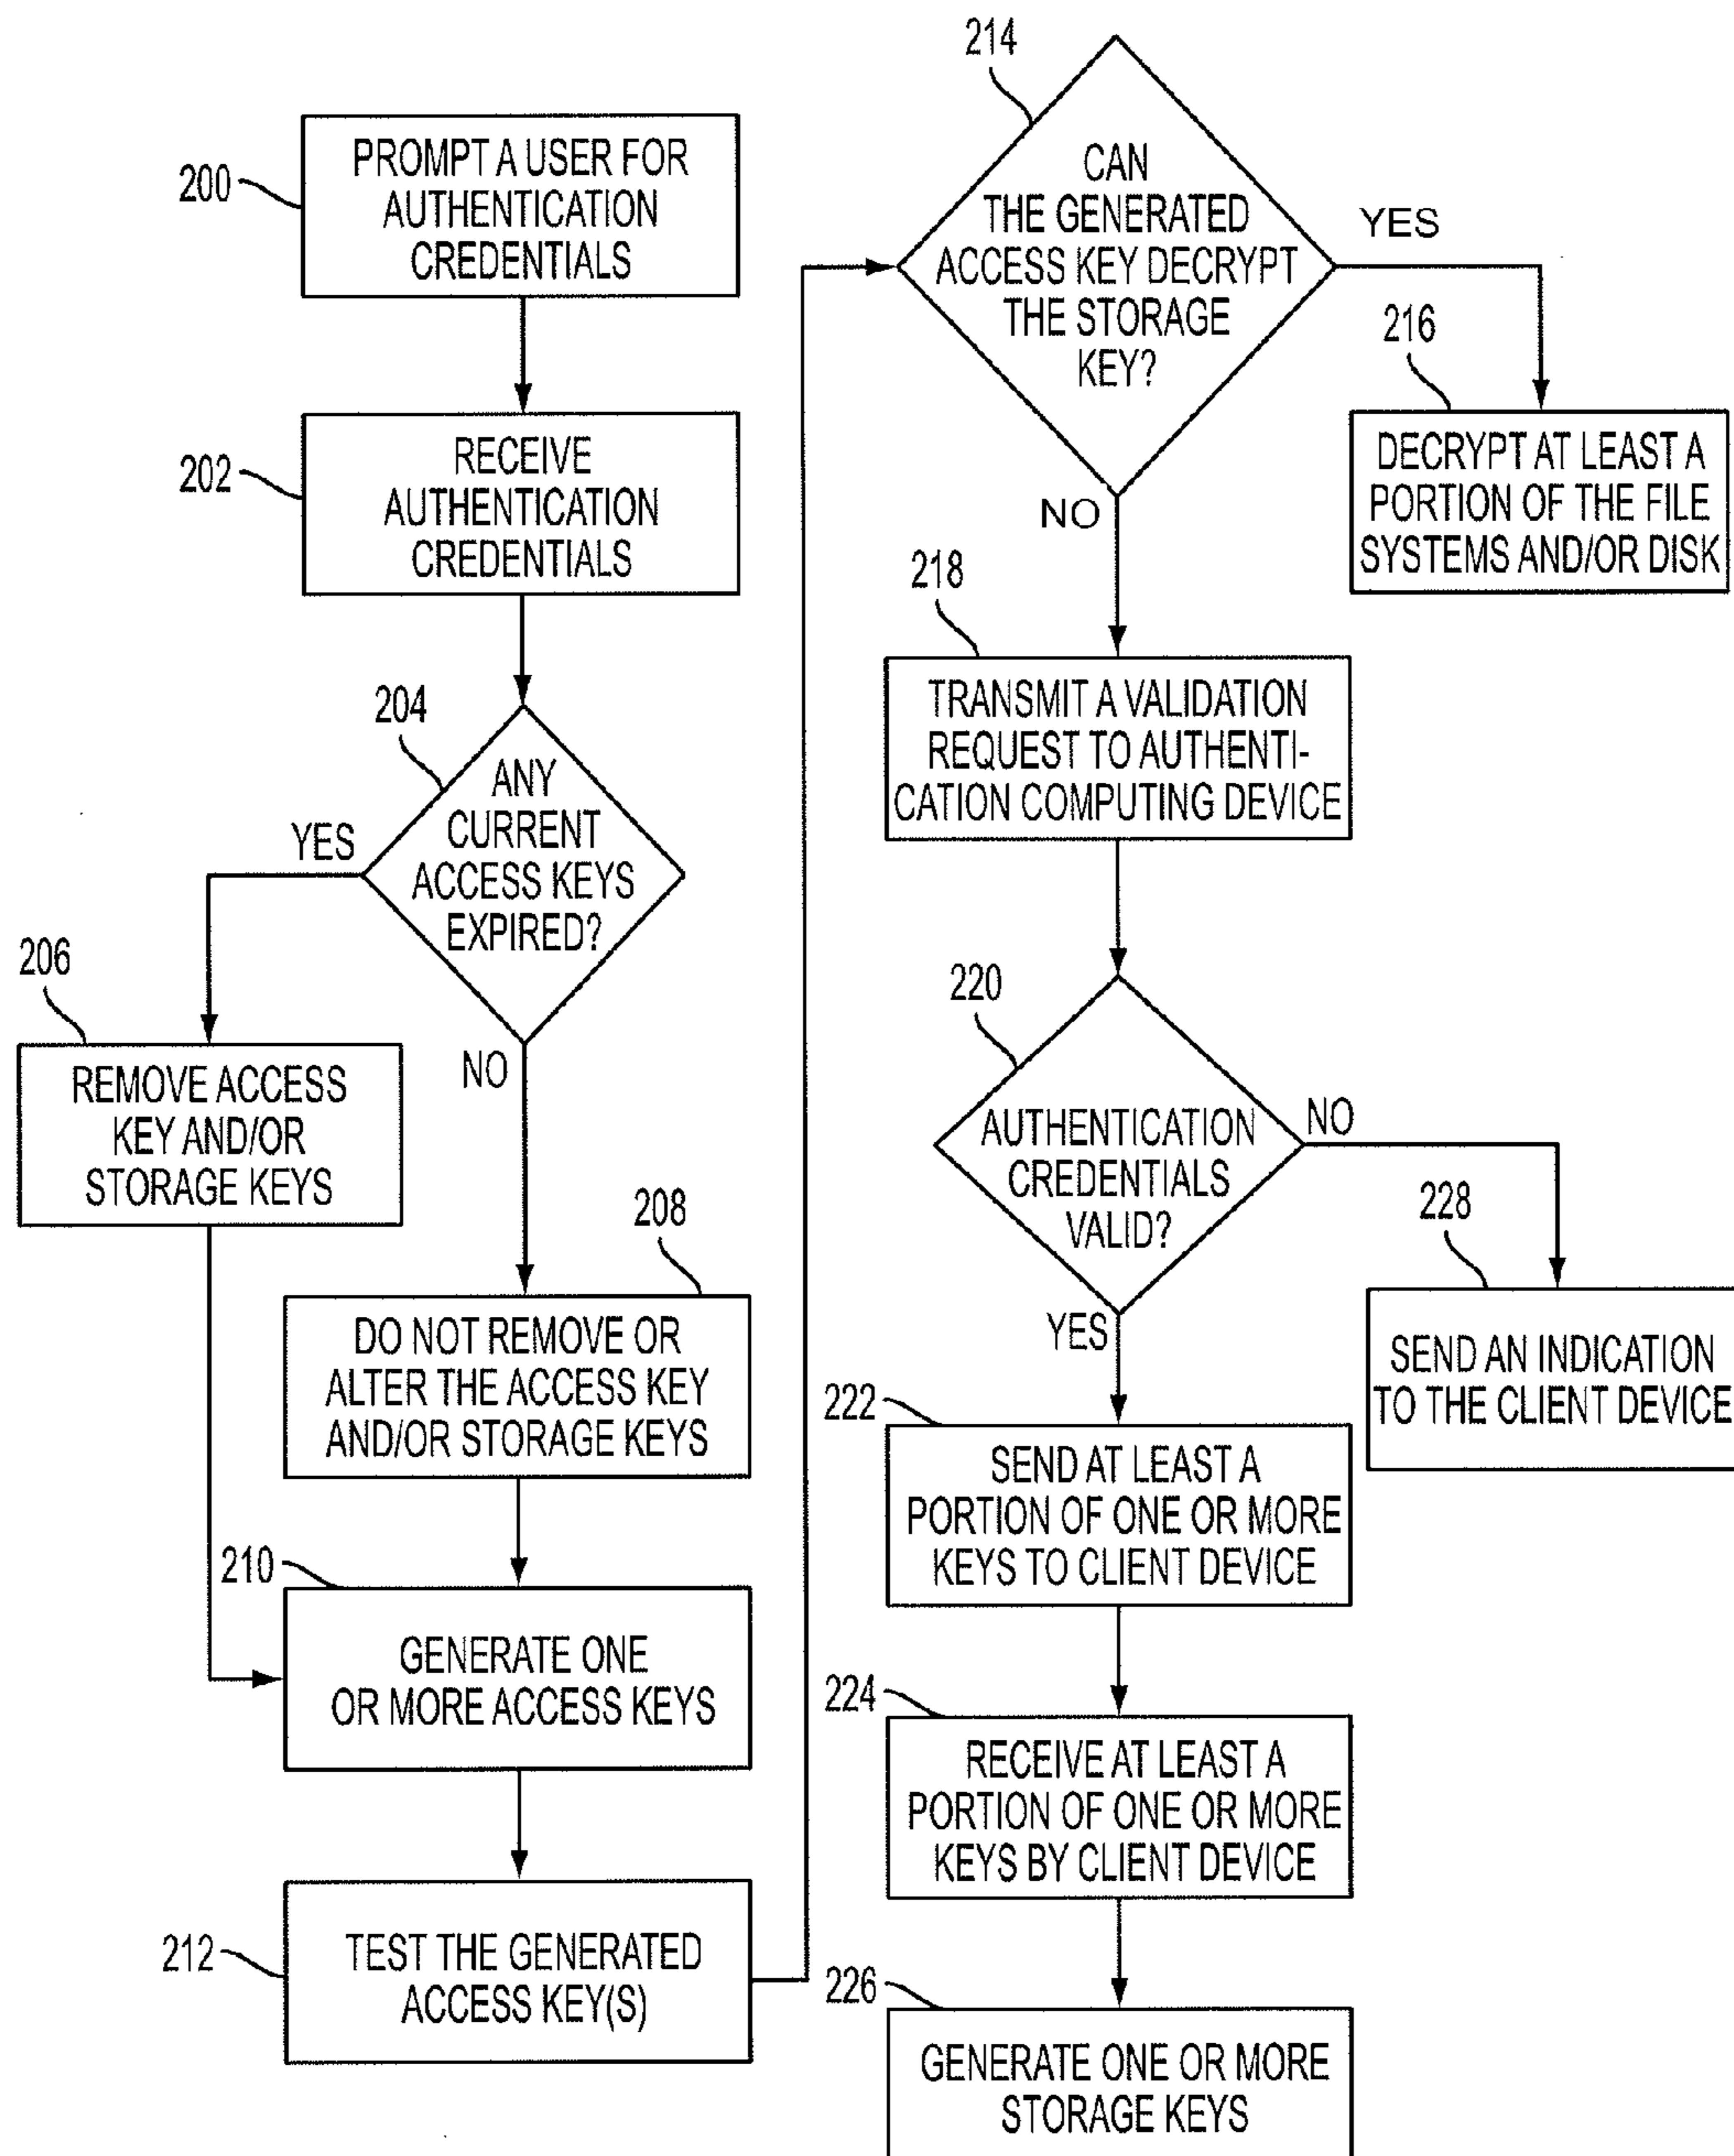 200
PROMPT A USER FOR
AUTHENTICATION
CREDENTIALS
202
RECEIVE
AUTHENTICATION
CREDENTIALS
204
ANY
CURRENT
ACCESS KEYS
EXPIRED?
YES
NO
206
REMOVE ACCESS
KEY AND/OR
STORAGE KEYS
208
DO NOT REMOVE OR
ALTER THE ACCESS KEY
AND/OR STORAGE KEYS
210
GENERATE ONE
OR MORE ACCESS KEYS
212
TEST THE GENERATED
ACCESS KEY(S)
214
CAN
THE GENERATED
ACCESS KEY DECRYPT
THE STORAGE
KEY?
YES
NO
216
DECRYPT AT LEAST A
PORTION OF THE FILE
SYSTEMS AND/OR DISK
218
TRANSMIT A VALIDATION
REQUEST TO AUTHENTI-
CATION COMPUTING DEVICE
220
AUTHENTICATION
CREDENTIALS
VALID?
NO
YES
228
SEND AN INDICATION
TO THE CLIENT DEVICE
222
SEND AT LEAST A
PORTION OF ONE OR MORE
KEYS TO CLIENT DEVICE
224
RECEIVE AT LEAST A
PORTION OF ONE OR MORE
KEYS BY CLIENT DEVICE
226
GENERATE ONE OR MORE
STORAGE KEYS